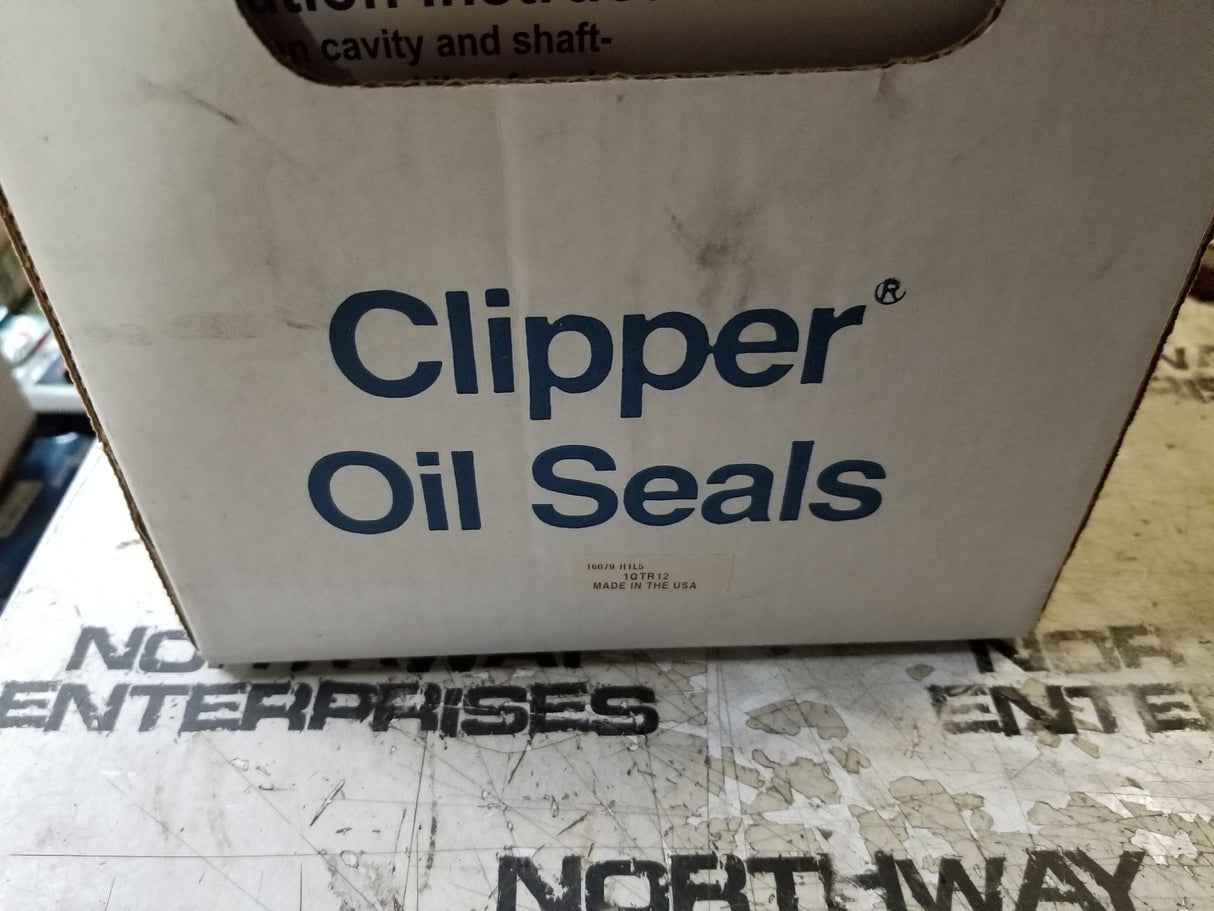 cavity and shaft-
Clipper®
Oil Seals
16079 H1L5
1QTR12
MADE IN THE USA
ENTERPRISES
NORTHWAY